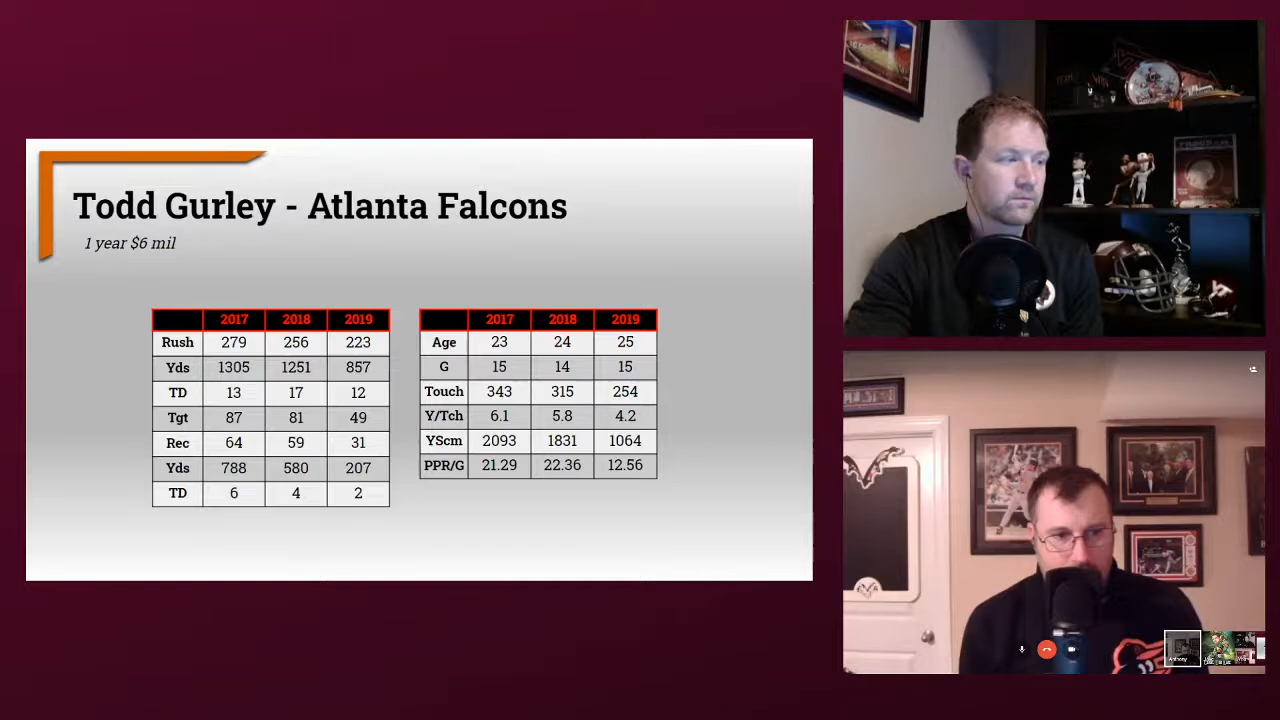 Todd Gurley - Atlanta Falcons
1 year $6 mil
2017 2018 2019
Rush 279 256 223
Yds 1305 1251 857
TD 13 17 12
Tgt 87 81 49
Rec 64 59 31
Yds 788 580 207
TD 6 4 2
2017 2018 2019
Age 23 24 25
G 15 14 15
Touch 343 315 254
Y/Tch 6.1 5.8 4.2
YScm 2093 1831 1064
PPR/G 21.29 22.36 12.56
Anthony